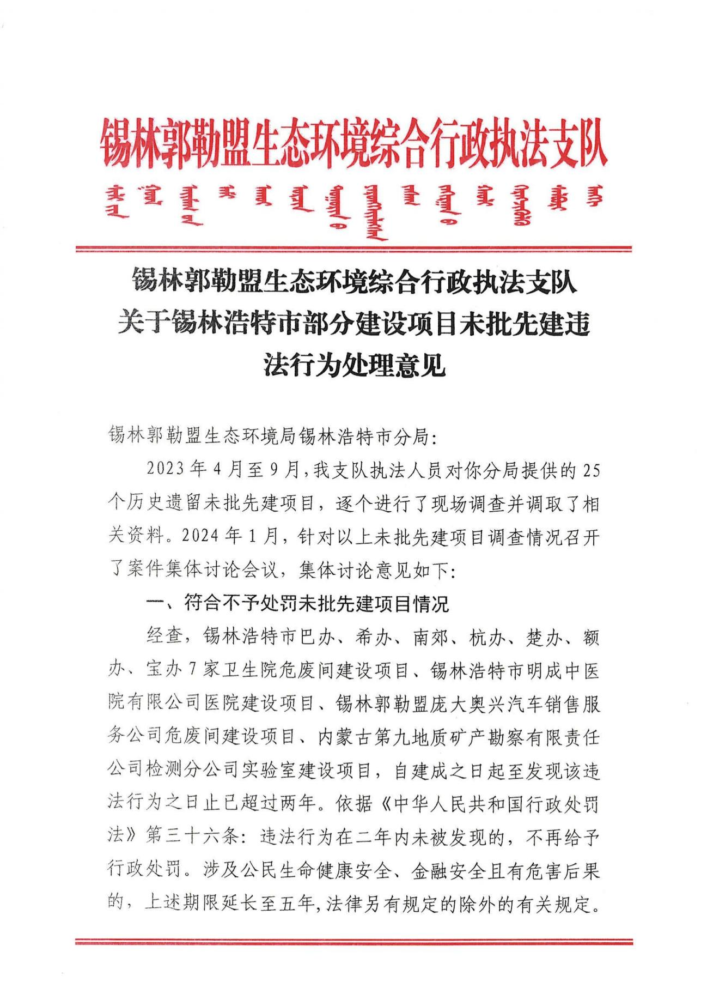 锡林郭勒盟生态环境综合行政执法支队
锡林郭勒盟生态环境综合行政执法支队
关于锡林浩特市部分建设项目未批先建违
法行为处理意见
锡林郭勒盟生态环境局锡林浩特市分局：
2023年4月至9月,我支队执法人员对你分局提供的25
个历史遗留未批先建项目，逐个进行了现场调查并调取了相
关资料。2024年1月，针对以上未批先建项目调查情况召开
了案件集体讨论会议，集体讨论意见如下：
一、符合不予处罚未批先建项目情况
经查，锡林浩特市巴办、希办、南郊、杭办、楚办、额
办、宝办7家卫生院危废间建设项目、锡林浩特市明成中医
院有限公司医院建设项目、锡林郭勒盟庞大奥兴汽车销售服
务公司危废间建设项目、内蒙古第九地质矿产勘察有限责任
公司检测分公司实验室建设项目，自建成之日起至发现该违
法行为之日止已超过两年。依据《中华人民共和国行政处罚
法》第三十六条：违法行为在二年内未被发现的，不再给予
行政处罚。涉及公民生命健康安全、金融安全且有危害后果
的，上述期限延长至五年,法律另有规定的除外的有关规定。